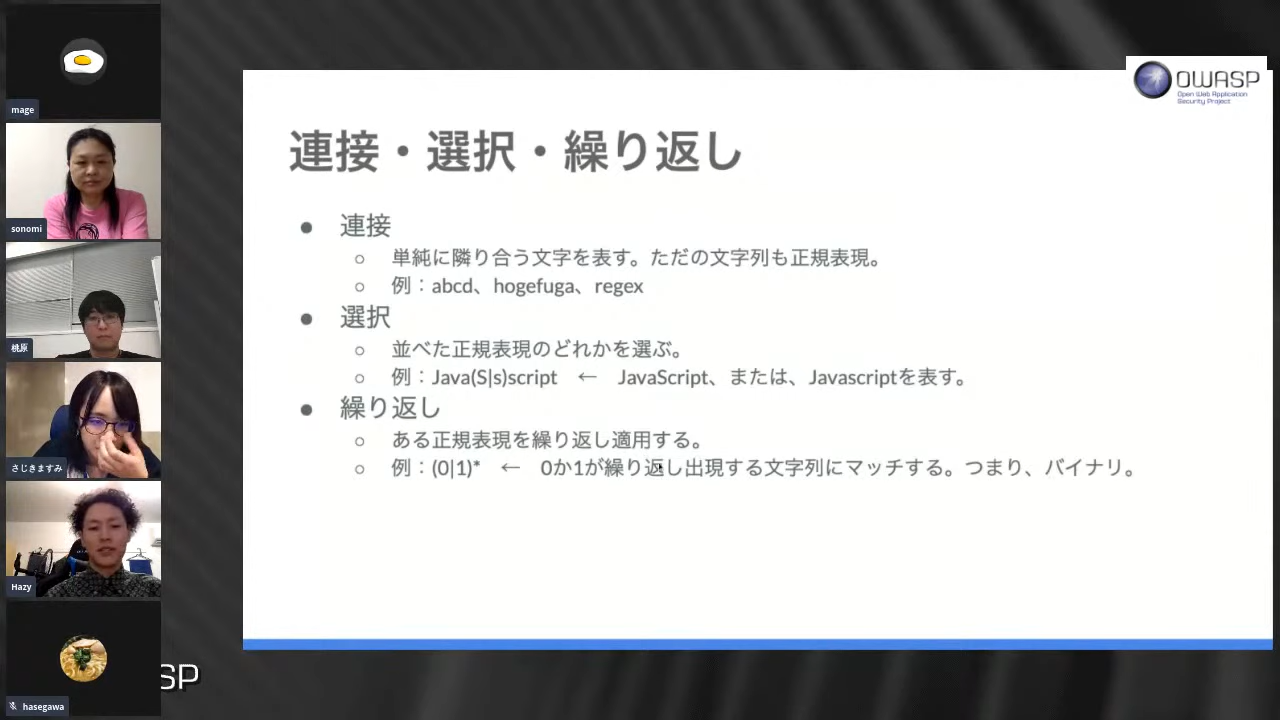 mage
sonomi
桃原
さじきますみ
Hazy
hasegawa
SP
OWASP
Open Web Application
Security Project
連接・選択・繰り返し
● 連接
○ 単純に隣り合う文字を表す。ただの文字列も正規表現。
○ 例：abcd、hogefuga、regex
● 選択
○ 並べた正規表現のどれかを選ぶ。
○ 例：Java(S|s)script ← JavaScript、または、Javascriptを表す。
● 繰り返し
○ ある正規表現を繰り返し適用する。
○ 例：(0|1)* ← 0か1が繰り返し出現する文字列にマッチする。つまり、バイナリ。